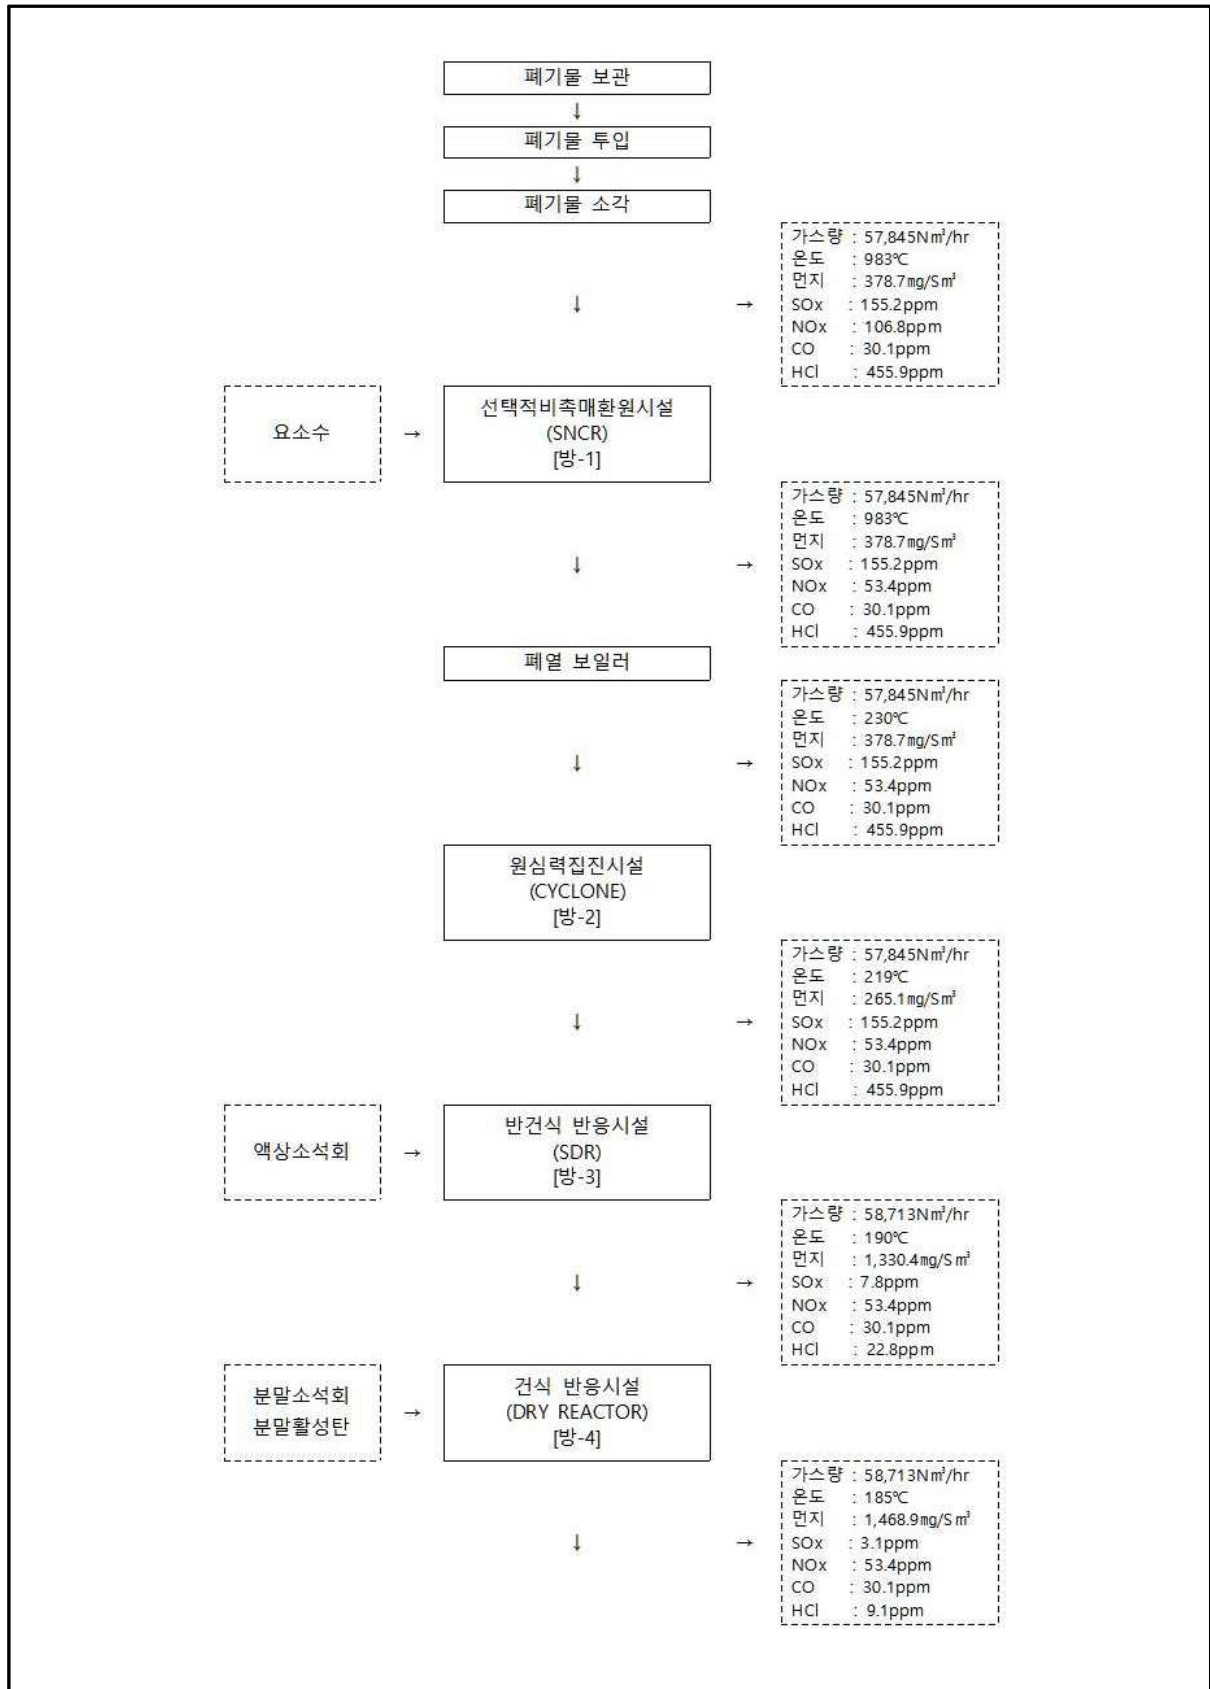 폐기물 보관
↓
폐기물 투입
↓
폐기물 소각
↓ →
가스량 : 57,845N㎥/hr
온도 : 983℃
먼지 : 378.7㎎/S㎥
SOx : 155.2ppm
NOx : 106.8ppm
CO : 30.1ppm
HCl : 455.9ppm
요소수 →
선택적비촉매환원시설
(SNCR)
[방-1]
↓ →
가스량 : 57,845N㎥/hr
온도 : 983℃
먼지 : 378.7㎎/S㎥
SOx : 155.2ppm
NOx : 53.4ppm
CO : 30.1ppm
HCl : 455.9ppm
폐열 보일러
↓ →
가스량 : 57,845N㎥/hr
온도 : 230℃
먼지 : 378.7㎎/S㎥
SOx : 155.2ppm
NOx : 53.4ppm
CO : 30.1ppm
HCl : 455.9ppm
원심력집진시설
(CYCLONE)
[방-2]
↓ →
가스량 : 57,845N㎥/hr
온도 : 219℃
먼지 : 265.1㎎/S㎥
SOx : 155.2ppm
NOx : 53.4ppm
CO : 30.1ppm
HCl : 455.9ppm
액상소석회 →
반건식 반응시설
(SDR)
[방-3]
↓ →
가스량 : 58,713N㎥/hr
온도 : 190℃
먼지 : 1,330.4㎎/S㎥
SOx : 7.8ppm
NOx : 53.4ppm
CO : 30.1ppm
HCl : 22.8ppm
분말소석회
분말활성탄 →
건식 반응시설
(DRY REACTOR)
[방-4]
↓ →
가스량 : 58,713N㎥/hr
온도 : 185℃
먼지 : 1,468.9㎎/S㎥
SOx : 3.1ppm
NOx : 53.4ppm
CO : 30.1ppm
HCl : 9.1ppm